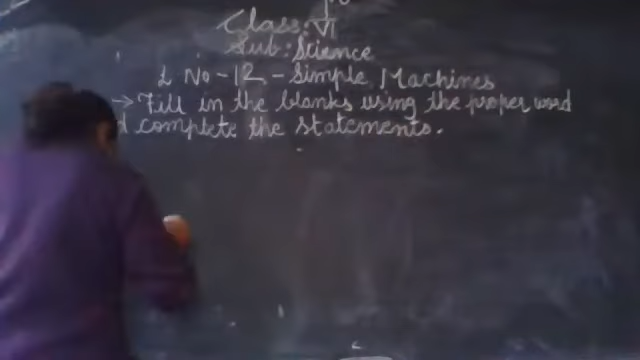 Class: VI
Sub: Science
L No-12-Simple Machines
→ Fill in the blanks using the proper word
complete the statements.